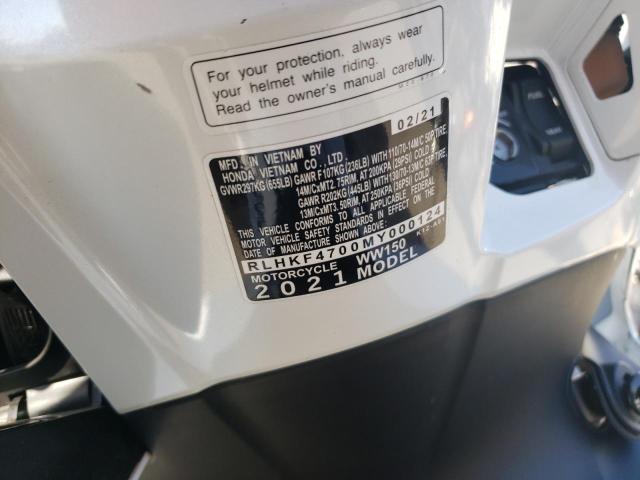 For your protection, always wear
your helmet while riding.
Read the owner's manual carefully.
MFD. IN VIETNAM BY 02/21
HONDA VIETNAM CO., LTD.
GVWR297KG (655LB) GAWR F107KG (236LB) WITH 110/70-14M/C 50P TIRE,
14M/CxMT2.75RIM, AT 200KPA (29PSI) COLD
GAWR R202KG (445LB) WITH 130/70-13M/C 63P TIRE,
13M/CxMT3.50RIM, AT 250KPA (36PSI) COLD
THIS VEHICLE CONFORMS TO ALL APPLICABLE FEDERAL
MOTOR VEHICLE SAFETY STANDARDS IN EFFECT ON THE
DATE OF MANUFACTURE SHOWN ABOVE.
RLHKF4700MY000124
MOTORCYCLE WW150
2021 MODEL
FUEL
SEAT